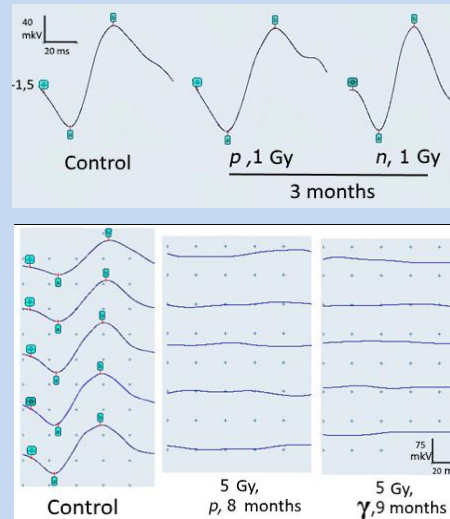 40
mkV
20 ms
-1,5
Control
p ,1 Gy
n, 1 Gy
3 months
75
mkV
20 m
5 Gy,
p, 8 months
5 Gy,
γ,9 months
Control